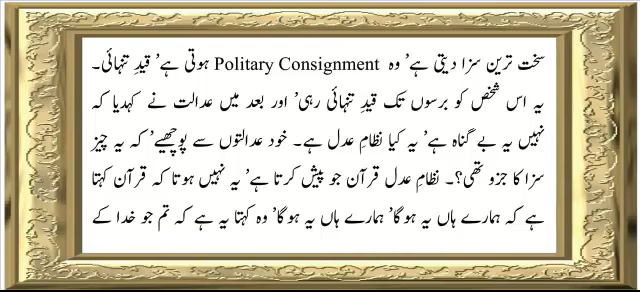 سخت ترین سزا دیتی ہے’ وہ Politary Consignment ہوتی ہے’ قیدِ تنہائی۔
یہ اس شخص کو برسوں تک قیدِ تنہائی رہی’ اور بعد میں عدالت نے کہدیا کہ
نہیں یہ بے گناہ ہے’ یہ کیا نظامِ عدل ہے۔ خود عدالتوں سے پوچھیے’ کہ یہ چیز
سزا کا جزو تھی؟۔ نظامِ عدل قرآن جو پیش کرتا ہے’ یہ نہیں ہوتا کہ قرآن کہتا
ہے کہ ہمارے ہاں یہ ہوگا’ ہمارے ہاں یہ ہوگا’ وہ کہتا یہ ہے کہ تم جو خدا کے